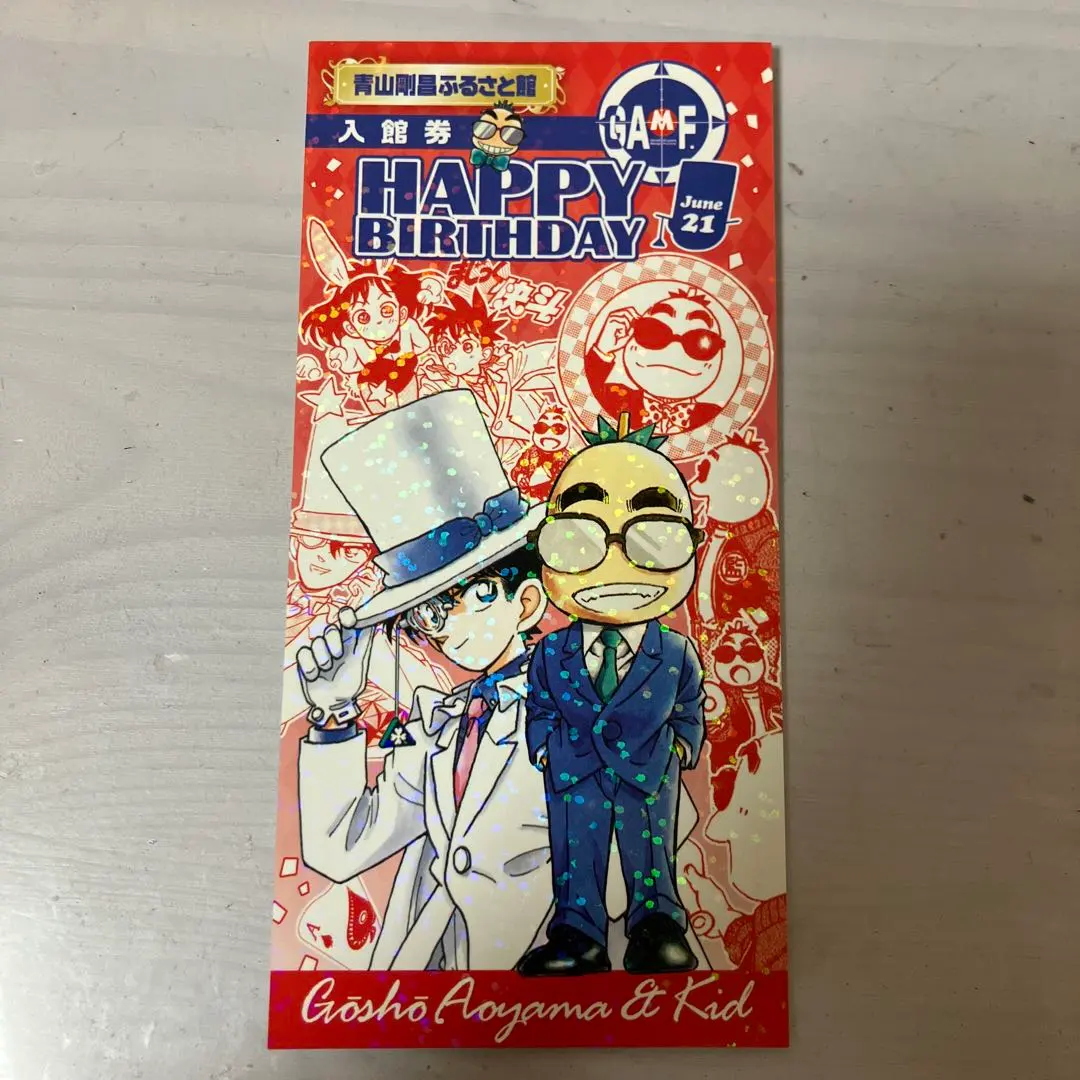 青山剛昌ふるさと館
入館券
GAMF.
HAPPY
BIRTHDAY
June
21
まじっく
快斗
Gōshō Aoyama & Kid